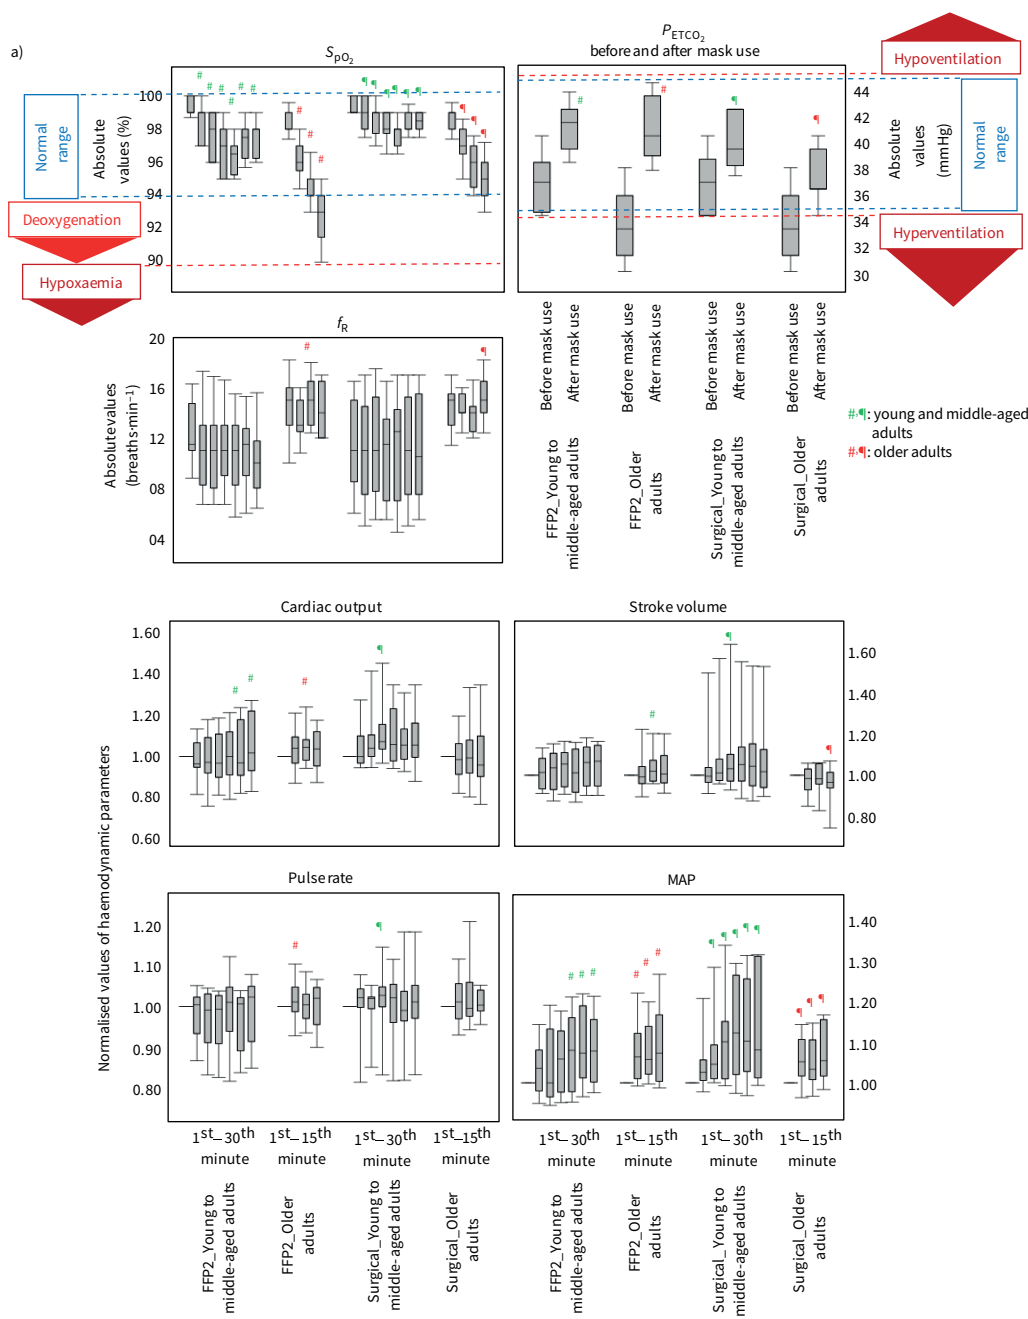 a)
SpO2
PETCO2
before and after mask use
Hypoventilation
Normal
range
Absolute
values (%)
100
98
96
94
92
90
Deoxygenation
Hypoxaemia
# # # # # #
# # #
¶ ¶ ¶ ¶ ¶ ¶
¶ ¶ ¶
# # ¶ ¶
44
42
40
38
36
34
32
30
Absolute
values
(mmHg)
Normal
range
Hyperventilation
Before mask use
After mask use
Before mask use
After mask use
Before mask use
After mask use
Before mask use
After mask use
FFP2_Young to
middle-aged adults
FFP2_Older
adults
Surgical_Young to
middle-aged adults
Surgical_Older
adults
#,¶: young and middle-aged
adults
#,¶: older adults
fR
Absolute values
(breaths·min−1)
20
16
12
08
04
# ¶
Normalised values of haemodynamic parameters
Cardiac output
1.60
1.40
1.20
1.00
0.80
0.60
# # # ¶
Stroke volume
1.60
1.40
1.20
1.00
0.80
# ¶ ¶
Pulse rate
1.20
1.10
1.00
0.90
0.80
# ¶
MAP
1.40
1.30
1.20
1.10
1.00
# # # # # # ¶ ¶ ¶ ¶ ¶ ¶ ¶ ¶
1st–30th
minute
1st–15th
minute
1st–30th
minute
1st–15th
minute
1st–30th
minute
1st–15th
minute
1st–30th
minute
1st–15th
minute
FFP2_Young to
middle-aged adults
FFP2_Older
adults
Surgical_Young to
middle- aged adults
Surgical_Older
adults
FFP2_Young to
middle-aged adults
FFP2_Older
adults
Surgical_Young to
middle-aged adults
Surgical_Older
adults